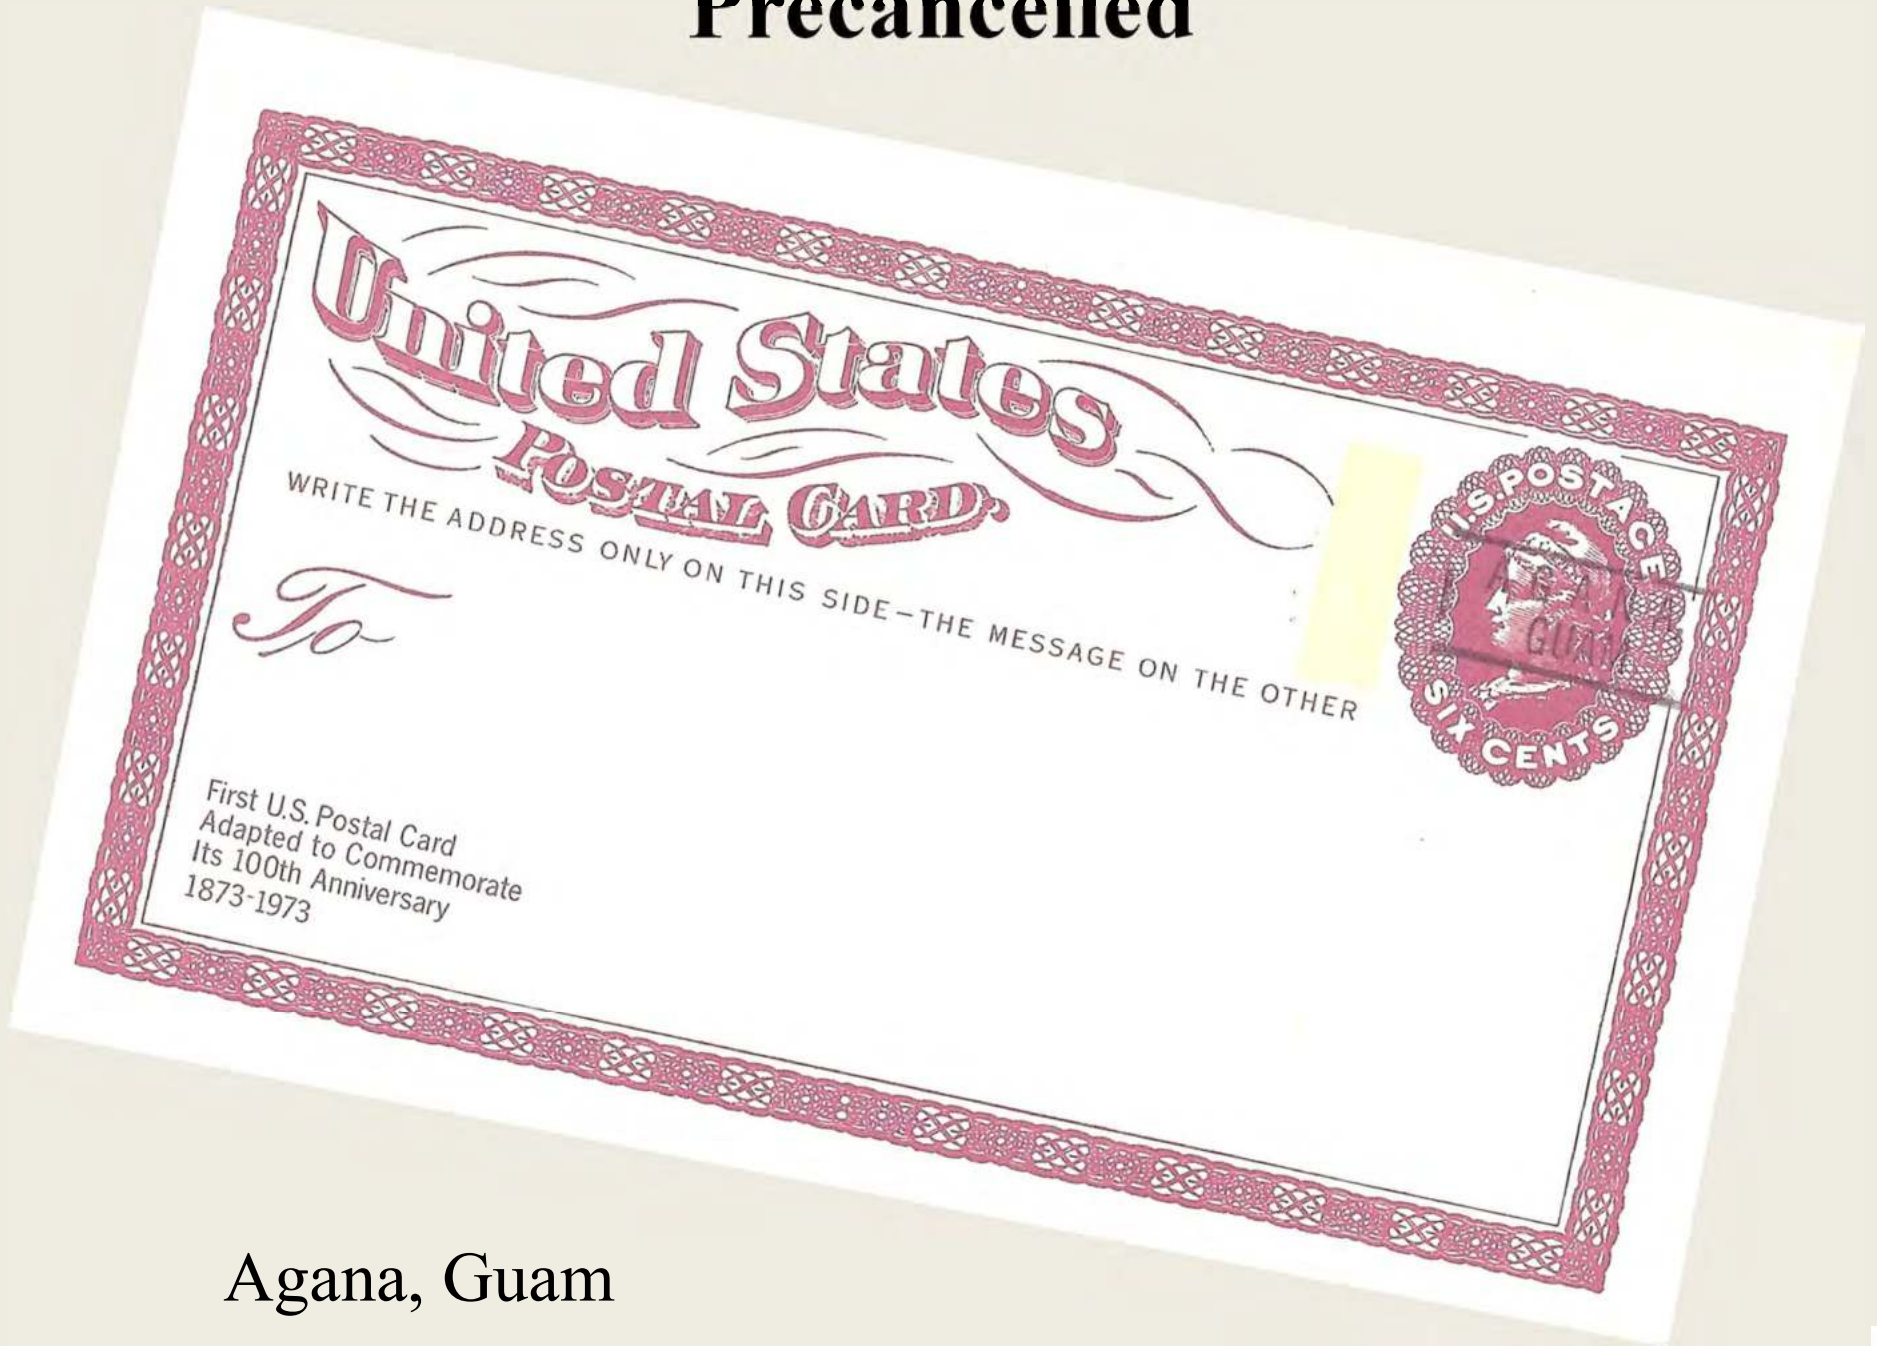 Precancelled
United States
POSTAL CARD,
WRITE THE ADDRESS ONLY ON THIS SIDE—THE MESSAGE ON THE OTHER
To
U.S. POSTAGE
AGANA
GUAM
SIX CENTS
First U.S. Postal Card
Adapted to Commemorate
Its 100th Anniversary
1873-1973
Agana, Guam